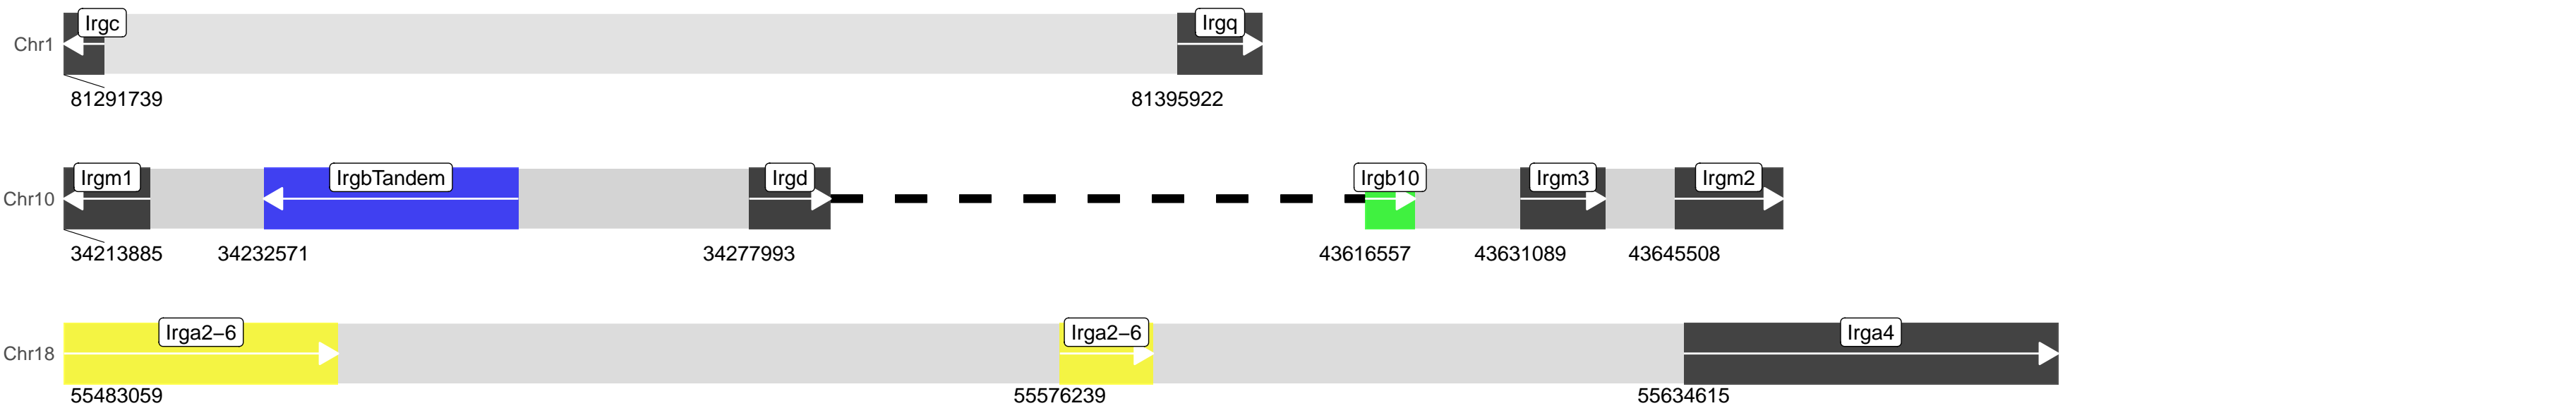 Irgc
Irgq
Chr1
81291739
81395922
Irgm1
IrgbTandem
Irgd
Irgb10
Irgm3
Irgm2
Chr10
34213885
34232571
34277993
43616557
43631089
43645508
Irga2−6
Irga2−6
Irga4
Chr18
55483059
55576239
55634615